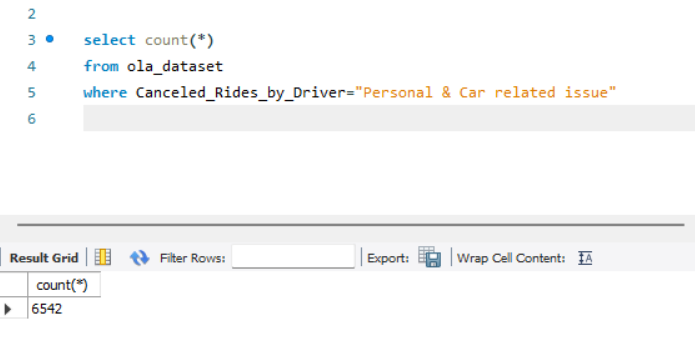 2
3 select count(*)
4 from ola_dataset
5 where Canceled_Rides_by_Driver="Personal & Car related issue"
6
Result Grid Filter Rows: Export: Wrap Cell Content: IA
count(*)
6542